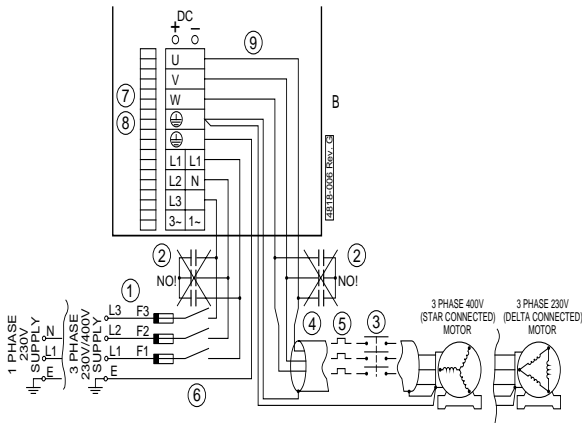 DC
+ −
U
V
W
L1 L1
L2 N
L3
3~ 1~
7
8
9
B
4818-006 Rev. G
2
NO!
2
NO!
1
L3 F3
L2 F2
L1 F1
E
N
L1
E
1 PHASE
230V
SUPPLY
3 PHASE
230V/400V
SUPPLY
6
4
5
3
3 PHASE 400V
(STAR CONNECTED)
MOTOR
3 PHASE 230V
(DELTA CONNECTED)
MOTOR